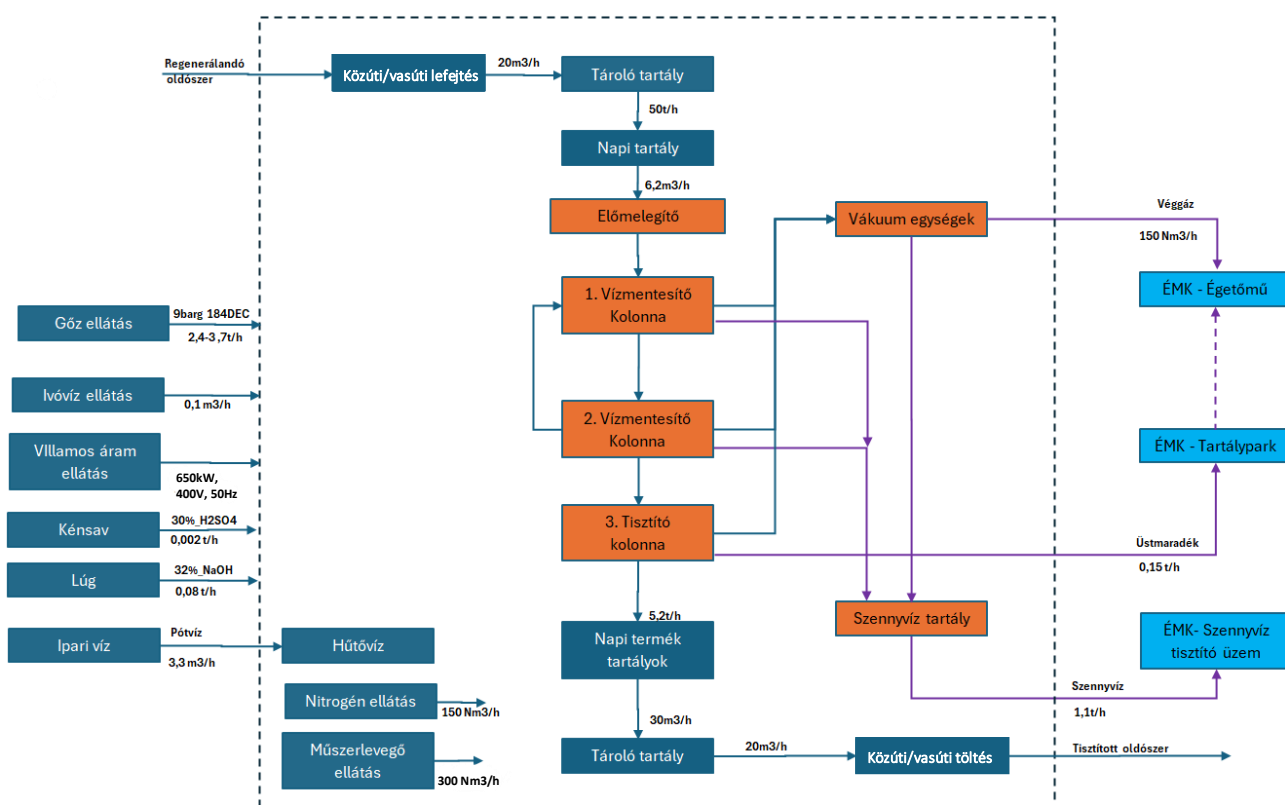 Regenerálandó
oldószer
Közúti/vasúti lefejtés
20m3/h
Tároló tartály
50t/h
Napi tartály
6,2m3/h
Előmelegítő
Vákuum egységek
Véggáz
150 Nm3/h
ÉMK - Égetőmű
1. Vízmentesítő
Kolonna
Gőz ellátás
9barg 184DEC
2,4-3,7t/h
Ivóvíz ellátás
0,1 m3/h
2. Vízmentesítő
Kolonna
VIllamos áram
ellátás
650kW,
400V, 50Hz
ÉMK - Tartálypark
Kénsav
30%_H2SO4
0,002 t/h
3. Tisztító
kolonna
Üstmaradék
0,15 t/h
Lúg
32%_NaOH
0,08 t/h
5,2t/h
Szennyvíz tartály
Ipari víz
Pótvíz
3,3 m3/h
Hűtővíz
Napi termék
tartályok
ÉMK- Szennyvíz
tisztító üzem
Szennyvíz
1,1t/h
Nitrogén ellátás
150 Nm3/h
30m3/h
Műszerlevegő
ellátás
300 Nm3/h
Tároló tartály
20m3/h
Közúti/vasúti töltés
Tisztított oldószer